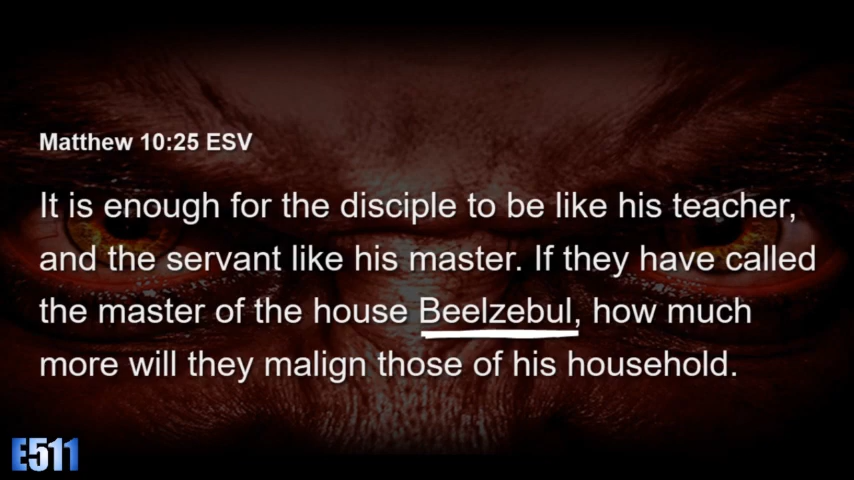 Matthew 10:25 ESV
It is enough for the disciple to be like his teacher,
and the servant like his master. If they have called
the master of the house Beelzebul, how much
more will they malign those of his household.
E511